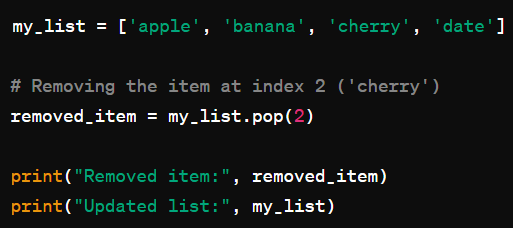 my_list = ['apple', 'banana', 'cherry', 'date']
# Removing the item at index 2 ('cherry')
removed_item = my_list.pop(2)
print("Removed item:", removed_item)
print("Updated list:", my_list)